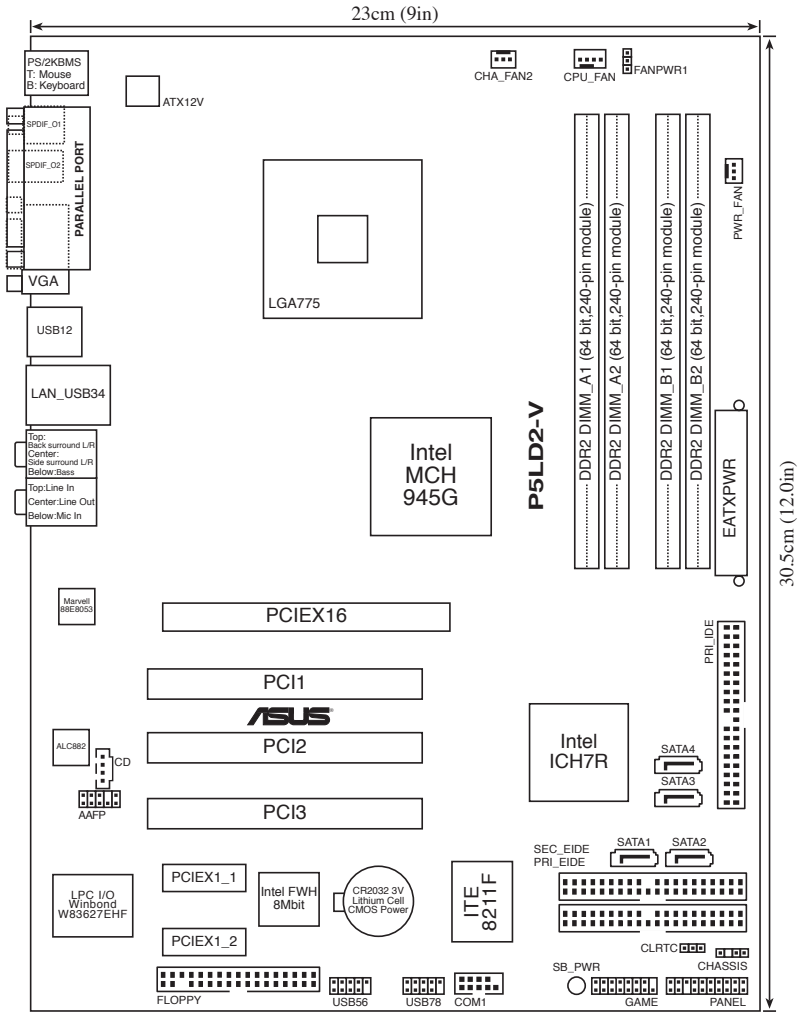 23cm (9in)
PS/2KBMS
T: Mouse
B: Keyboard
ATX12V
CHA_FAN2
CPU_FAN
FANPWR1
SPDIF_O1
SPDIF_O2
PARALLEL PORT
PWR_FAN
VGA
LGA775
USB12
LAN_USB34
DDR2 DIMM_A1 (64 bit,240-pin module)
DDR2 DIMM_A2 (64 bit,240-pin module)
DDR2 DIMM_B1 (64 bit,240-pin module)
DDR2 DIMM_B2 (64 bit,240-pin module)
Top:
Back surround L/R
Center:
Side surround L/R
Below:Bass
Top:Line In
Center:Line Out
Below:Mic In
Intel
MCH
945G
P5LD2-V
EATXPWR
30.5cm (12.0in)
Marvell
88E8053
PCIEX16
PRI_IDE
PCI1
ASUS®
PCI2
Intel
ICH7R
SATA4
SATA3
ALC882
CD
AAFP
PCI3
SATA1
SATA2
SEC_EIDE
PRI_EIDE
PCIEX1_1
LPC I/O
Winbond
W83627EHF
Intel FWH
8Mbit
CR2032 3V
Lithium Cell
CMOS Power
ITE
8211F
PCIEX1_2
CLRTC
CHASSIS
SB_PWR
FLOPPY
USB56
USB78
COM1
GAME
PANEL